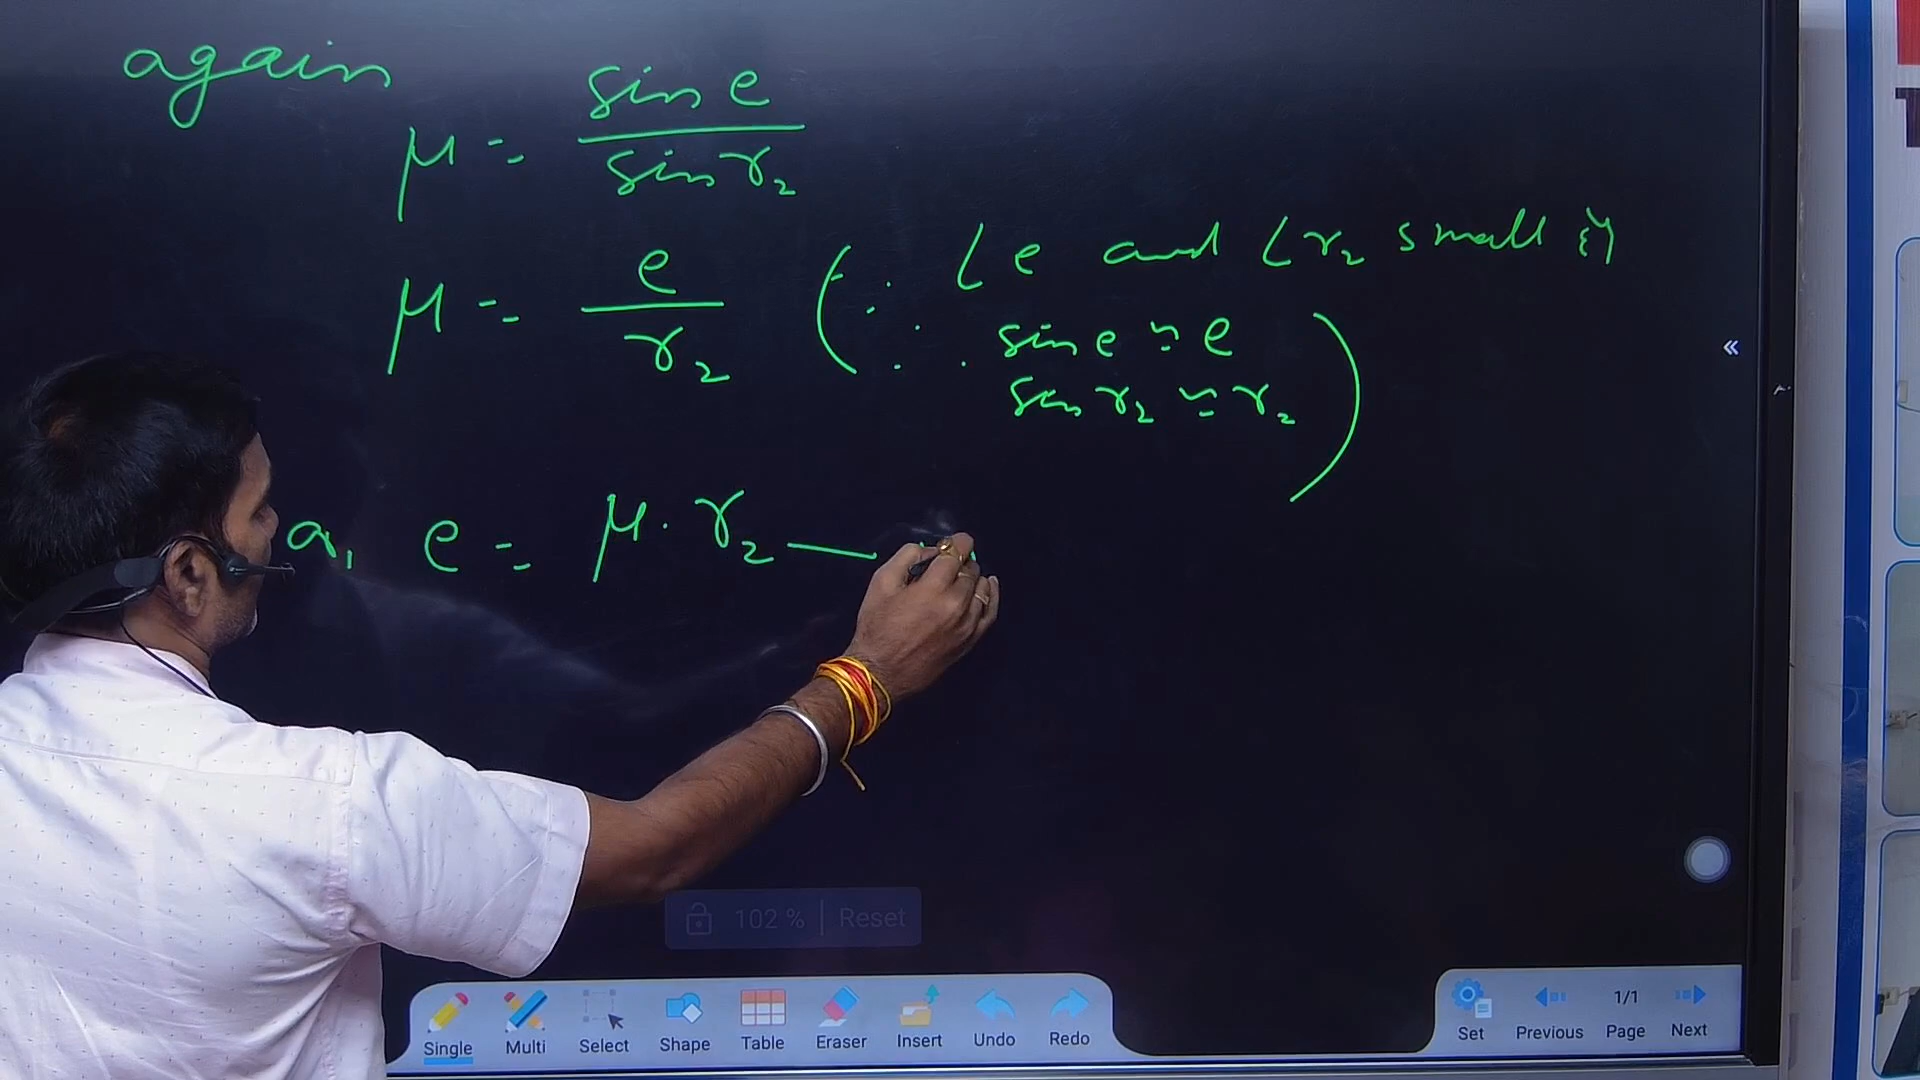 again
μ = sin e / sin r₂
μ = e / r₂ (∵ ∠e and ∠r₂ small है
∴ sin e ≃ e
sin r₂ ≃ r₂)
e = μ · r₂ —
102 % | Reset
Single Multi Select Shape Table Eraser Insert Undo Redo
Set Previous 1/1 Page Next